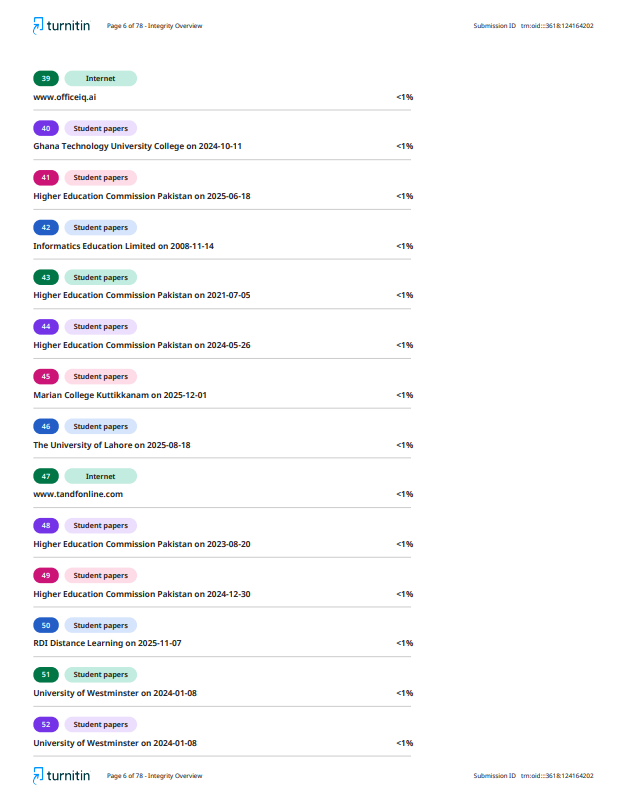 turnitin Page 6 of 78 - Integrity Overview Submission ID trn:oid:::3618:124164202
39 Internet
www.officeiq.ai <1%
40 Student papers
Ghana Technology University College on 2024-10-11 <1%
41 Student papers
Higher Education Commission Pakistan on 2025-06-18 <1%
42 Student papers
Informatics Education Limited on 2008-11-14 <1%
43 Student papers
Higher Education Commission Pakistan on 2021-07-05 <1%
44 Student papers
Higher Education Commission Pakistan on 2024-05-26 <1%
45 Student papers
Marian College Kuttikkanam on 2025-12-01 <1%
46 Student papers
The University of Lahore on 2025-08-18 <1%
47 Internet
www.tandfonline.com <1%
48 Student papers
Higher Education Commission Pakistan on 2023-08-20 <1%
49 Student papers
Higher Education Commission Pakistan on 2024-12-30 <1%
50 Student papers
RDI Distance Learning on 2025-11-07 <1%
51 Student papers
University of Westminster on 2024-01-08 <1%
52 Student papers
University of Westminster on 2024-01-08 <1%
turnitin Page 6 of 78 - Integrity Overview Submission ID trn:oid:::3618:124164202